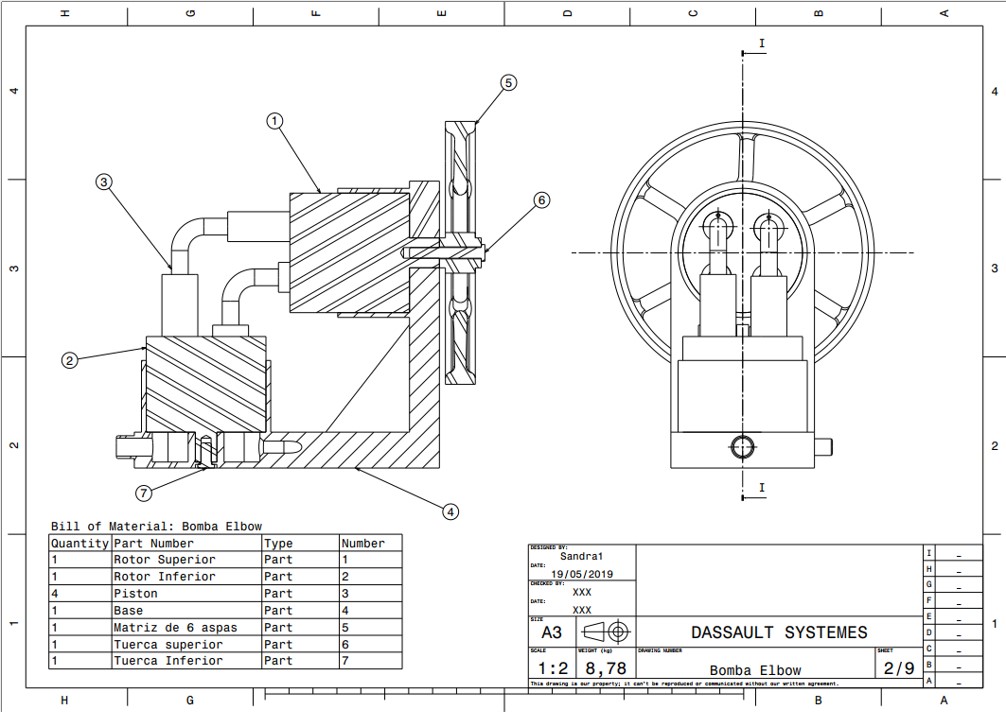 H G F E D C B A
4 4
3 3
2 2
1 1
I
5
1
3
6
2
7
4
I
Bill of Material: Bomba Elbow
Quantity Part Number Type Number
1 Rotor Superior Part 1
1 Rotor Inferior Part 2
4 Piston Part 3
1 Base Part 4
1 Matriz de 6 aspas Part 5
1 Tuerca superior Part 6
1 Tuerca Inferior Part 7
DESIGNED BY:
Sandra1
DATE:
19/05/2019
CHECKED BY:
XXX
DATE:
XXX
SIZE
A3
DASSAULT SYSTEMES
SCALE WEIGHT (kg) DRAWING NUMBER SHEET
1:2 8,78 Bomba Elbow 2/9
This drawing is our property; it can't be reproduced or communicated without our written agreement.
I _
H _
G _
F _
E _
D _
C _
B _
A _
H G B A